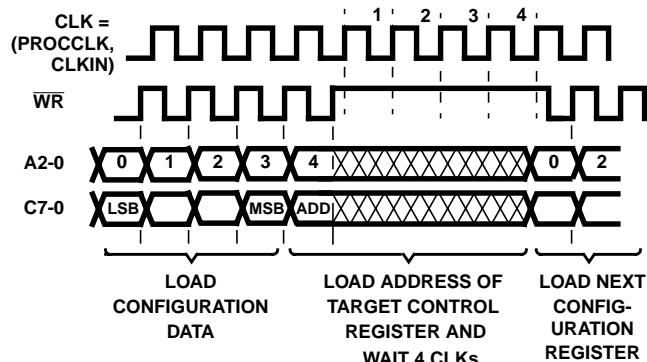 CLK =
(PROCCLK,
CLKIN)
1 2 3 4
WR
A2-0 0 1 2 3 4 0 2
C7-0 LSB MSB ADD
LOAD
CONFIGURATION
DATA
LOAD ADDRESS OF
TARGET CONTROL
REGISTER AND
WAIT 4 CLKs
LOAD NEXT
CONFIG-
URATION
REGISTER